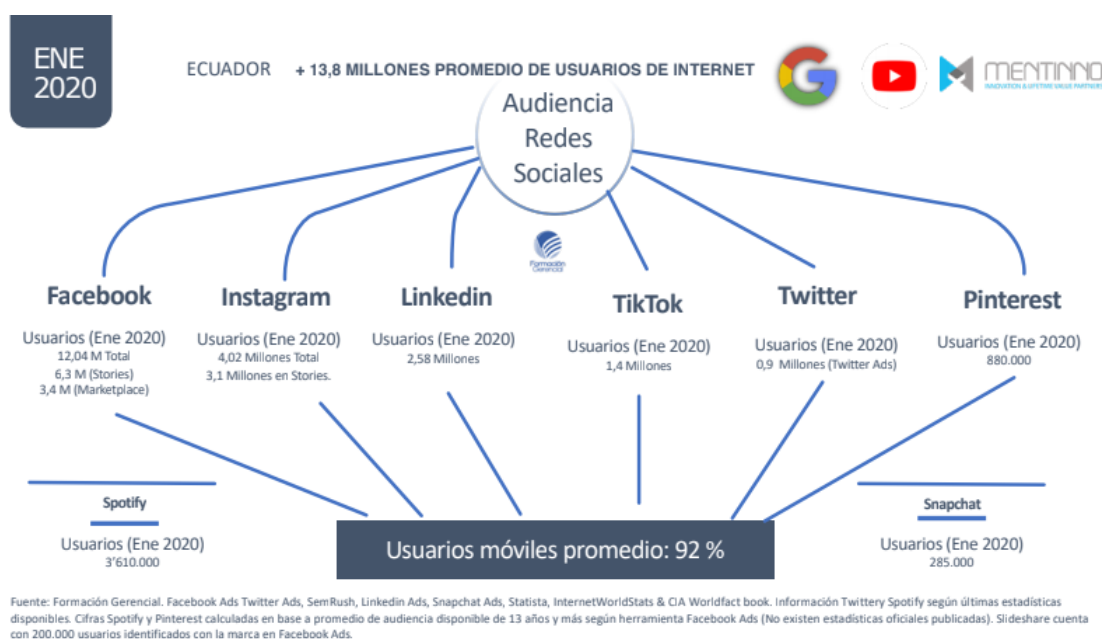 ENE
2020
ECUADOR + 13,8 MILLONES PROMEDIO DE USUARIOS DE INTERNET
MENTINNO
INNOVATION & LIFETIME VALUE PARTNERS
Audiencia
Redes
Sociales
Formación
Gerencial
Facebook
Usuarios (Ene 2020)
12,04 M Total
6,3 M (Stories)
3,4 M (Marketplace)
Instagram
Usuarios (Ene 2020)
4,02 Millones Total
3,1 Millones en Stories.
Linkedin
Usuarios (Ene 2020)
2,58 Millones
TikTok
Usuarios (Ene 2020)
1,4 Millones
Twitter
Usuarios (Ene 2020)
0,9 Millones (Twitter Ads)
Pinterest
Usuarios (Ene 2020)
880.000
Spotify
Usuarios (Ene 2020)
3'610.000
Usuarios móviles promedio: 92 %
Snapchat
Usuarios (Ene 2020)
285.000
Fuente: Formación Gerencial. Facebook Ads Twitter Ads, SemRush, Linkedin Ads, Snapchat Ads, Statista, InternetWorldStats & CIA Worldfact book. Información Twittery Spotify según últimas estadísticas
disponibles. Cifras Spotify y Pinterest calculadas en base a promedio de audiencia disponible de 13 años y más según herramienta Facebook Ads (No existen estadísticas oficiales publicadas). Slideshare cuenta
con 200.000 usuarios identificados con la marca en Facebook Ads.